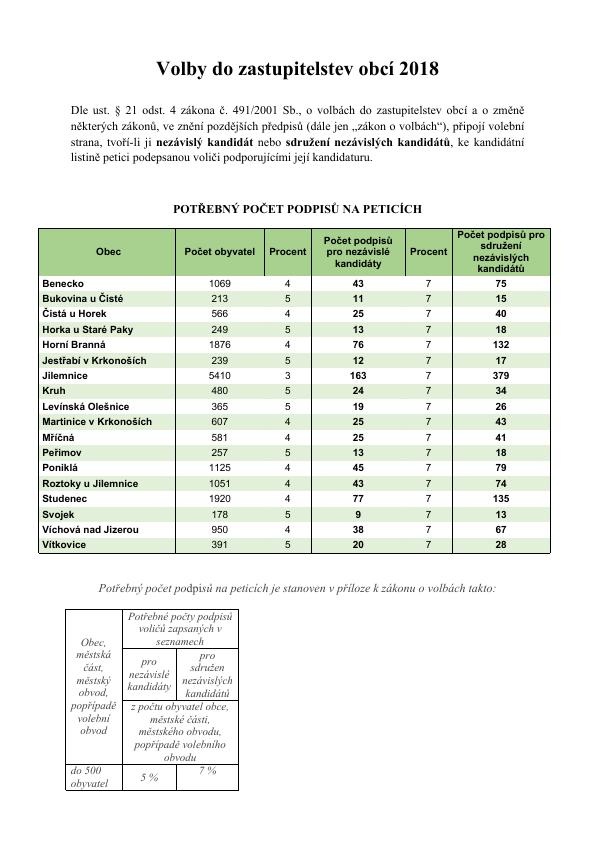 Volby do zastupitelstev obcí 2018
Dle ust. § 21 odst. 4 zákona č. 491/2001 Sb., o volbách do zastupitelstev obcí a o změně
některých zákonů, ve znění pozdějších předpisů (dále jen „zákon o volbách“), připojí volební
strana, tvoří-li ji nezávislý kandidát nebo sdružení nezávislých kandidátů, ke kandidátní
listině petici podepsanou voliči podporujícími její kandidaturu.
POTŘEBNÝ POČET PODPISŮ NA PETICÍCH
Obec Počet obyvatel Procent Počet podpisů pro nezávislé kandidáty Procent Počet podpisů pro sdružení nezávislých kandidátů
Benecko 1069 4 43 7 75
Bukovina u Čisté 213 5 11 7 15
Čistá u Horek 566 4 25 7 40
Horka u Staré Paky 249 5 13 7 18
Horní Branná 1876 4 76 7 132
Jestřabí v Krkonoších 239 5 12 7 17
Jilemnice 5410 3 163 7 379
Kruh 480 5 24 7 34
Levínská Olešnice 365 5 19 7 26
Martinice v Krkonoších 607 4 25 7 43
Mříčná 581 4 25 7 41
Peřimov 257 5 13 7 18
Poniklá 1125 4 45 7 79
Roztoky u Jilemnice 1051 4 43 7 74
Studenec 1920 4 77 7 135
Svojek 178 5 9 7 13
Víchová nad Jizerou 950 4 38 7 67
Vítkovice 391 5 20 7 28
Potřebný počet podpisů na peticích je stanoven v příloze k zákonu o volbách takto:
Obec,
městská
část,
městský
obvod,
popřípadě
volební
obvod
Potřebné počty podpisů
voličů zapsaných v
seznamech
pro
nezávislé
kandidáty
pro
sdružen
nezávislých
kandidátů
z počtu obyvatel obce,
městské části,
městského obvodu,
popřípadě volebního
obvodu
do 500
obyvatel
5 %
7 %